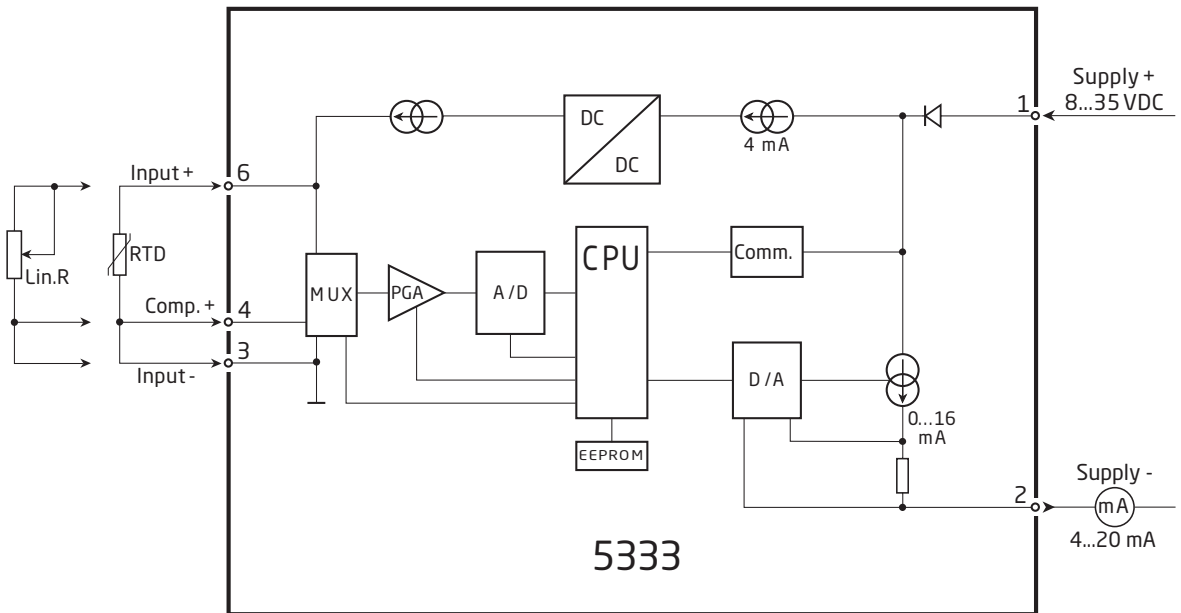 Supply +
8...35 VDC
1
DC
DC
4 mA
Input +
6
Lin.R
RTD
CPU
Comm.
MUX
PGA
A/D
Comp. +
4
3
Input -
D/A
0...16
mA
EEPROM
2
Supply -
mA
4...20 mA
5333